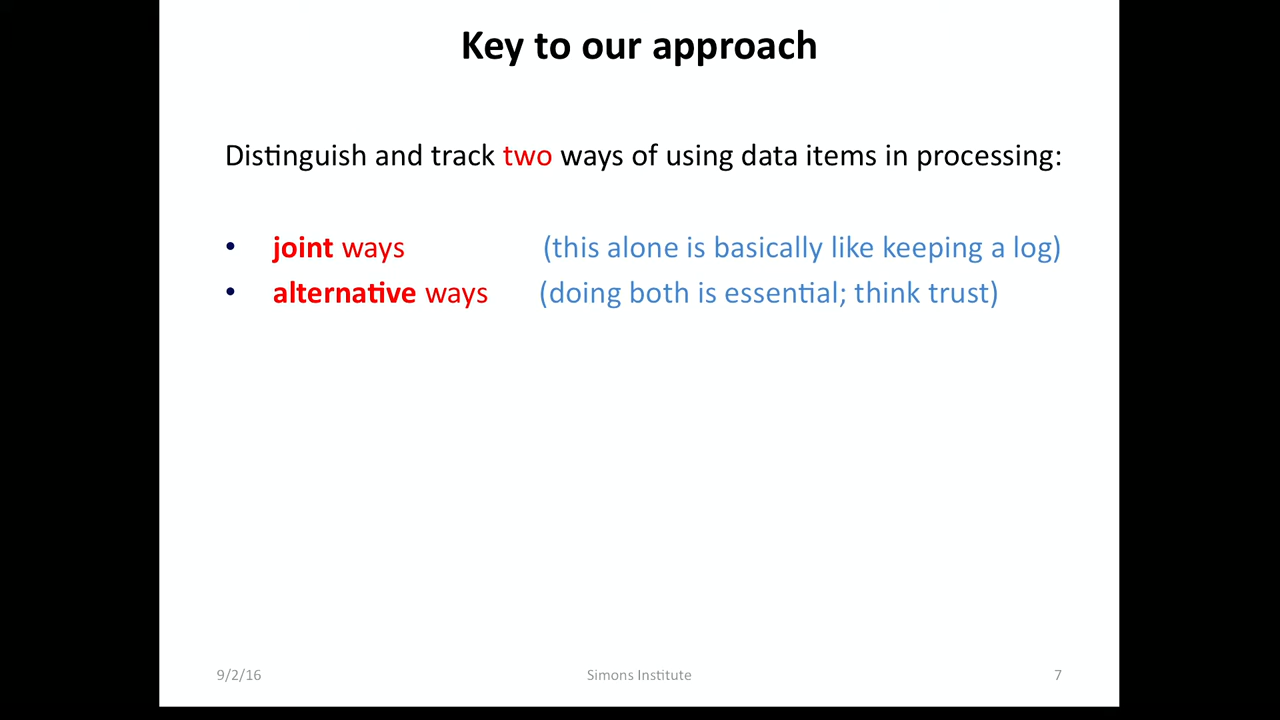 Key to our approach
Distinguish and track two ways of using data items in processing:
• joint ways (this alone is basically like keeping a log)
• alternative ways (doing both is essential; think trust)
9/2/16 Simons Institute 7